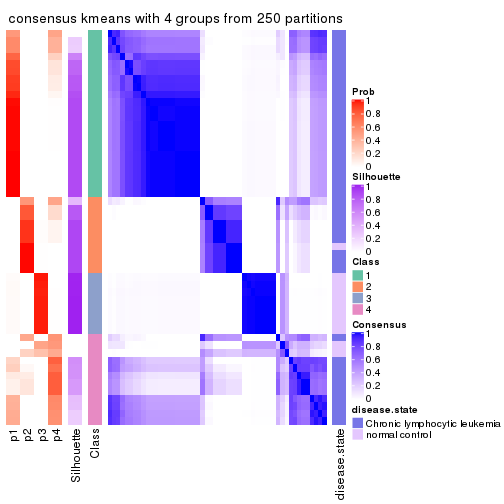 consensus kmeans with 4 groups from 250 partitions
Prob
1
0.8
0.6
0.4
0.2
0
Silhouette
1
0.8
0.6
0.4
0.2
0
Class
1
2
3
4
Consensus
1
0.8
0.6
0.4
0.2
0
disease.state
Chronic lymphocytic leukemia
normal control
p1
p2
p3
p4
Silhouette
Class
disease.state